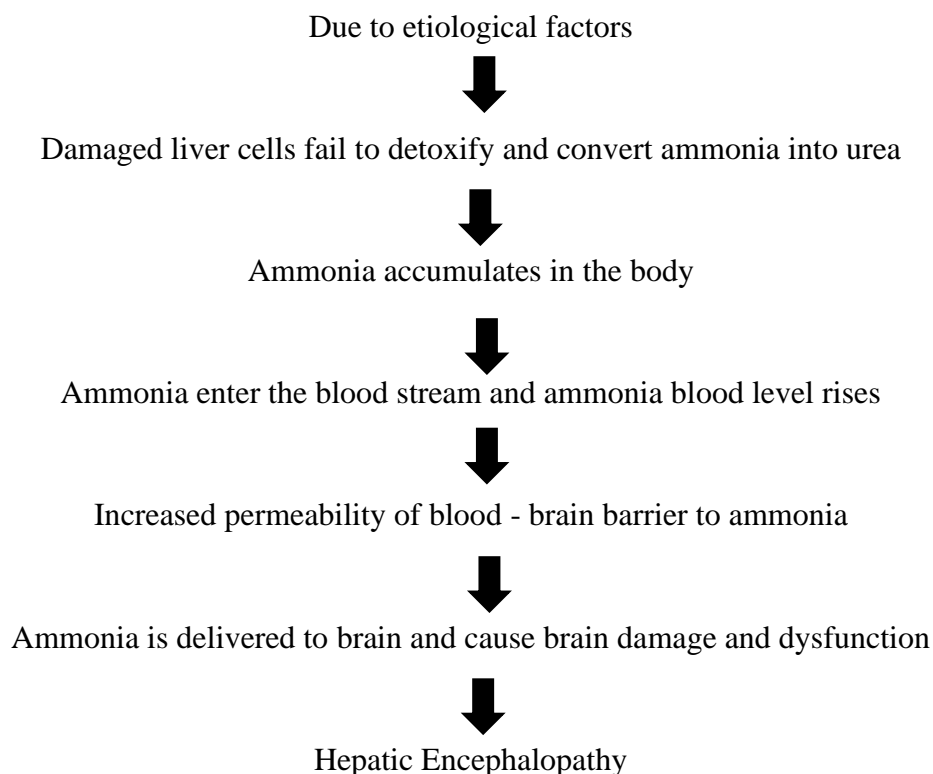 Due to etiological factors
Damaged liver cells fail to detoxify and convert ammonia into urea
Ammonia accumulates in the body
Ammonia enter the blood stream and ammonia blood level rises
Increased permeability of blood - brain barrier to ammonia
Ammonia is delivered to brain and cause brain damage and dysfunction
Hepatic Encephalopathy